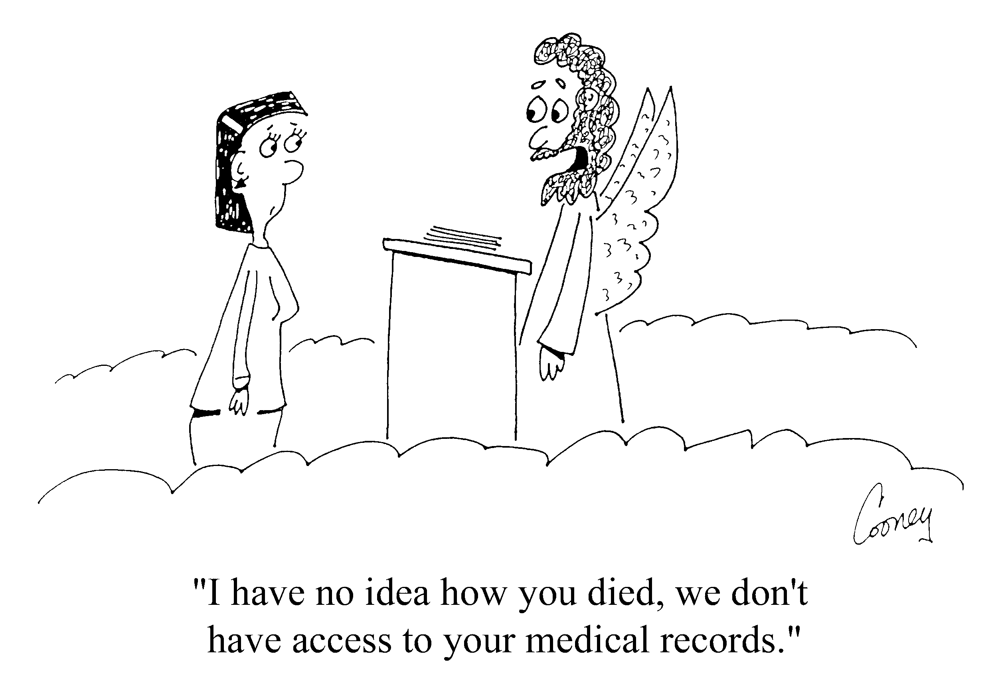 Cooney
"I have no idea how you died, we don't
have access to your medical records."